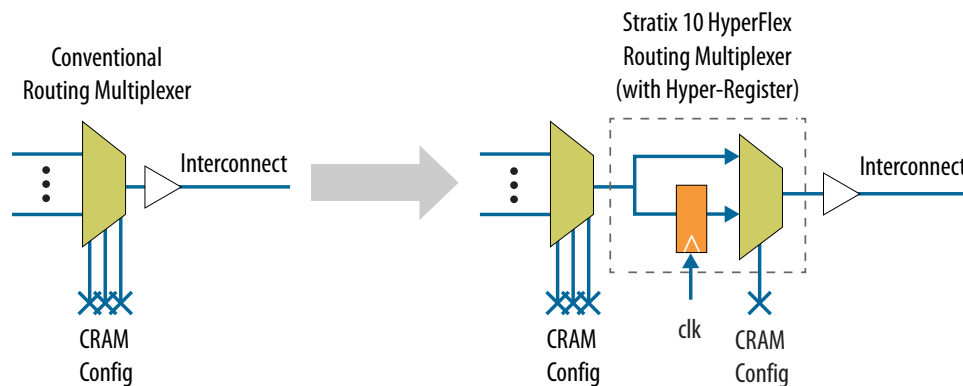 Conventional
Routing Multiplexer
Interconnect
CRAM
Config
Stratix 10 HyperFlex
Routing Multiplexer
(with Hyper-Register)
Interconnect
CRAM
Config
clk
CRAM
Config